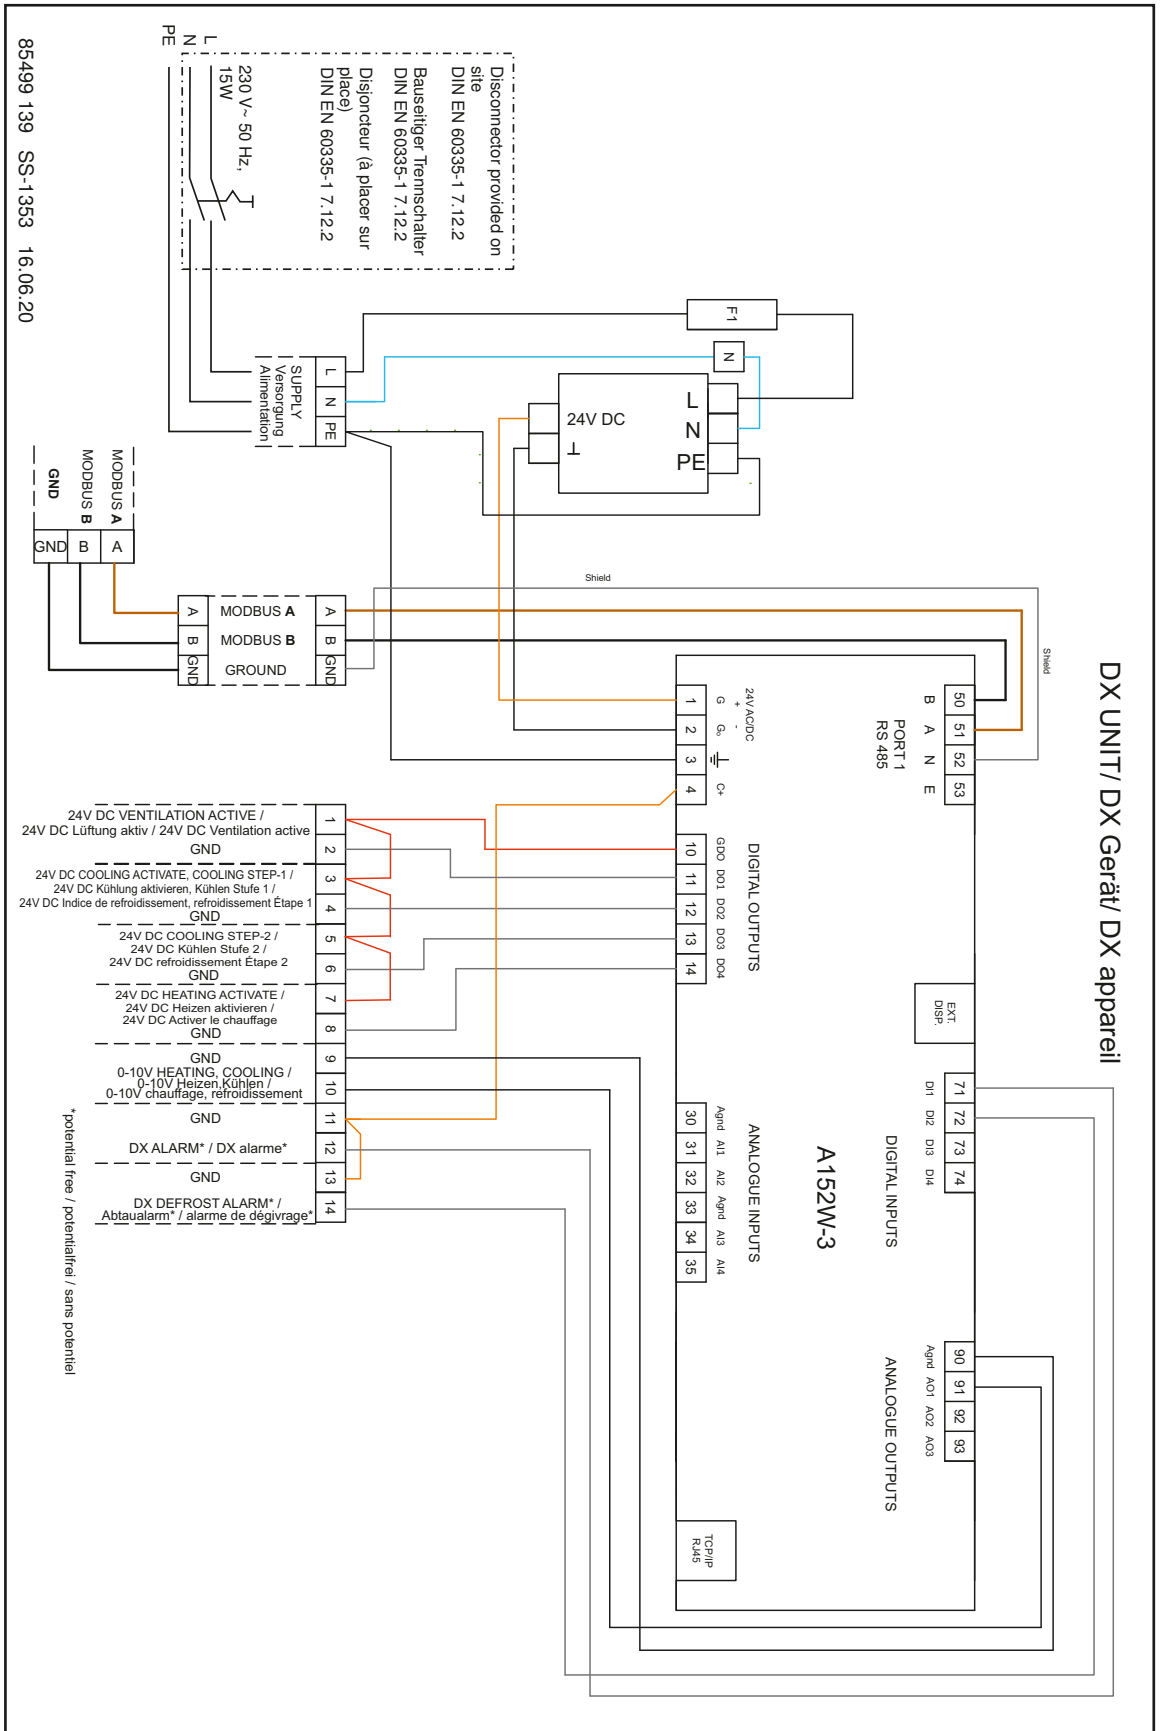 DX UNIT/ DX Gerät/ DX appareil
Disconnector provided on
site
DIN EN 60335-1 7.12.2
Bauseitiger Trennschalter
DIN EN 60335-1 7.12.2
Disjoncteur (à placer sur
place)
DIN EN 60335-1 7.12.2
230 V~ 50 Hz,
15W
L
N
PE
85499 139 SS-1353 16.06.20
F1
N
L
N
PE
24V DC
⊥
L
N
PE
SUPPLY
Versorgung
Alimentation
MODBUS A
MODBUS B
GND
A
B
GND
A
B
GND
MODBUS A
MODBUS B
GROUND
A
B
GND
Shield
Shield
50
51
52
53
B
A
N
E
PORT 1
RS 485
24V AC/DC
+
-
G
G0
C+
1
2
3
4
DIGITAL OUTPUTS
GDO
DO1
DO2
DO3
DO4
10
11
12
13
14
EXT.
DISP.
71
72
73
74
DI1
DI2
DI3
DI4
DIGITAL INPUTS
A152W-3
ANALOGUE INPUTS
Agnd
AI1
AI2
Agnd
AI3
AI4
30
31
32
33
34
35
90
91
92
93
Agnd
AO1
AO2
AO3
ANALOGUE OUTPUTS
TCP/IP
RJ45
24V DC VENTILATION ACTIVE /
24V DC Lüftung aktiv / 24V DC Ventilation active
GND
24V DC COOLING ACTIVATE, COOLING STEP-1 /
24V DC Kühlung aktivieren, Kühlen Stufe 1 /
24V DC Indice de refroidissement, refroidissement Étape 1
GND
24V DC COOLING STEP-2 /
24V DC Kühlen Stufe 2 /
24V DC refroidissement Étape 2
GND
24V DC HEATING ACTIVATE /
24V DC Heizen aktivieren /
24V DC Activer le chauffage
GND
GND
0-10V HEATING, COOLING /
0-10V Heizen,Kühlen /
0-10V chauffage, refroidissement
GND
DX ALARM* / DX alarme*
GND
DX DEFROST ALARM* /
Abtaualarm* / alarme de dégivrage*
1
2
3
4
5
6
7
8
9
10
11
12
13
14
*potential free / potentialfrei / sans potentiel